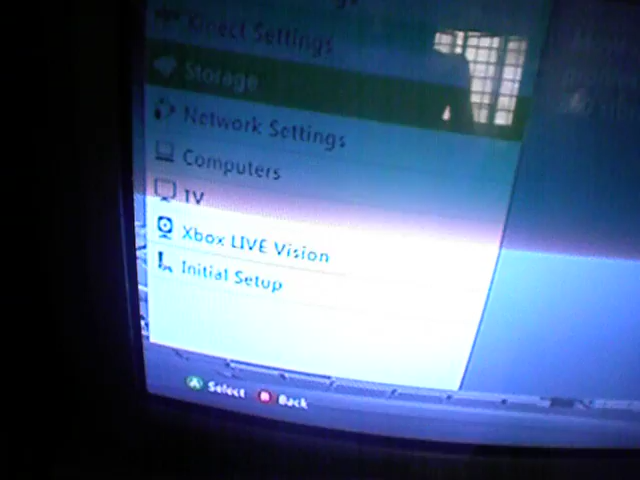 Kinect Settings
Storage
Network Settings
Computers
TV
Xbox LIVE Vision
Initial Setup
A Select B Back